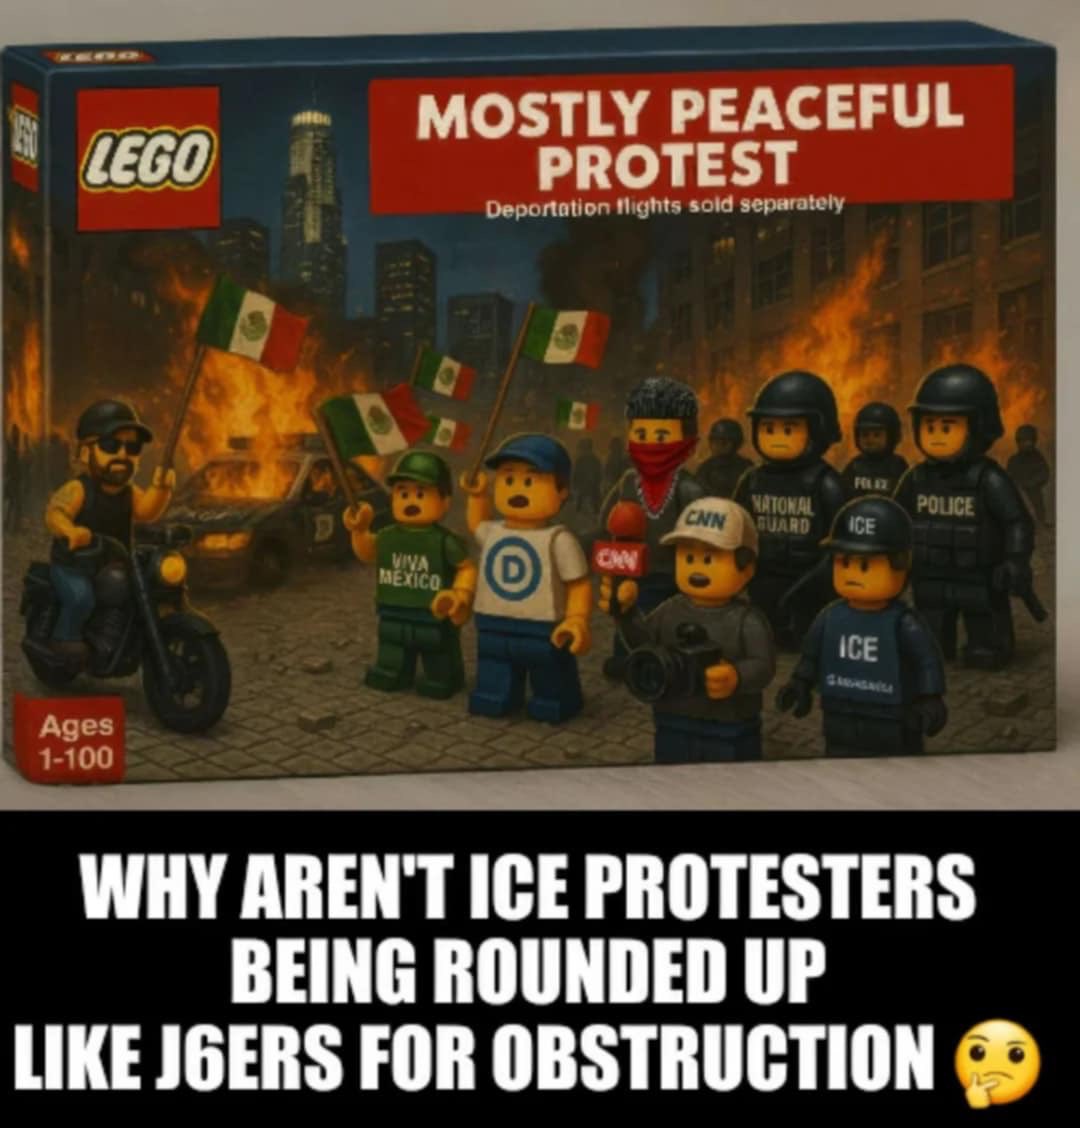 LEGO
LEGO
MOSTLY PEACEFUL
PROTEST
Deportation flights sold separately
VIVA
MEXICO
D
CNN
CNN
NATIONAL
GUARD
POLICE
ICE
POLICE
ICE
Ages
1-100
WHY AREN'T ICE PROTESTERS
BEING ROUNDED UP
LIKE J6ERS FOR OBSTRUCTION